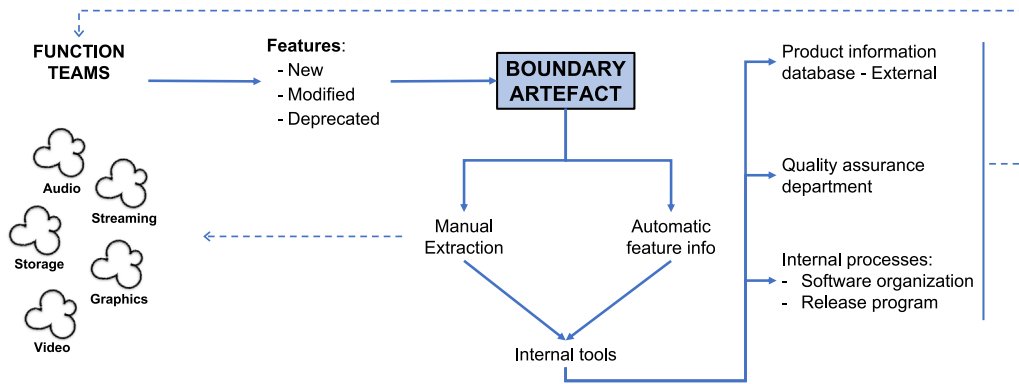 FUNCTION
TEAMS
Audio
Streaming
Storage
Graphics
Video
Features:
- New
- Modified
- Deprecated
BOUNDARY
ARTEFACT
Manual
Extraction
Automatic
feature info
Internal tools
Product information
database - External
Quality assurance
department
Internal processes:
- Software organization
- Release program